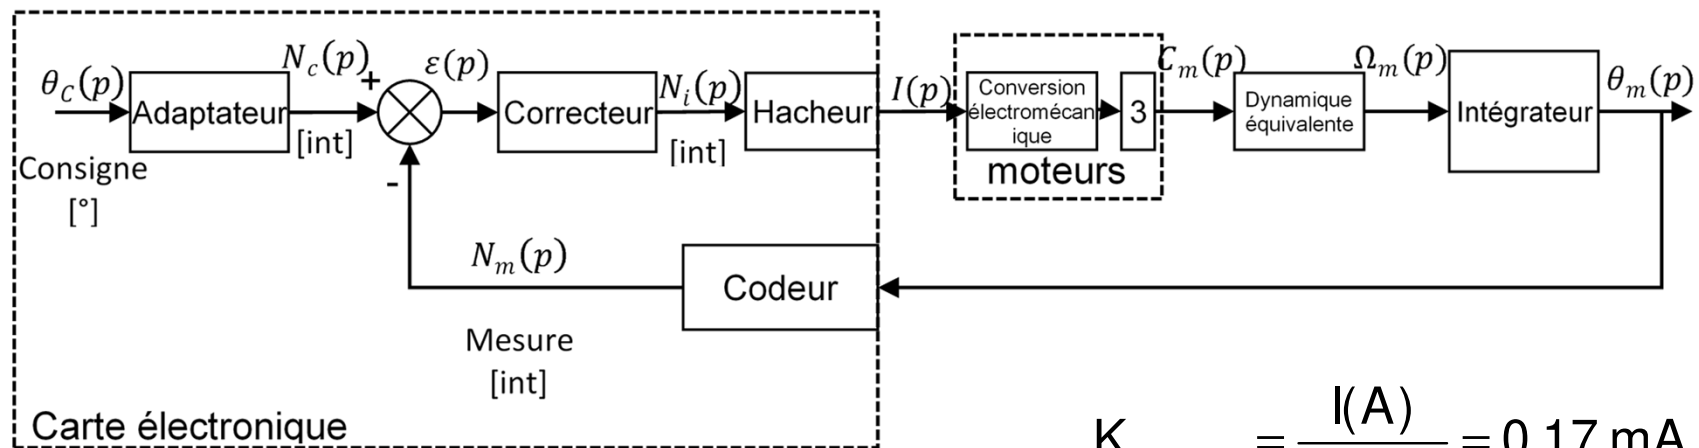 θ_C(p)
Adaptateur
N_c(p)
+
ε(p)
Correcteur
N_i(p)
Hacheur
I(p)
Conversion
électromécan
ique
3
C_m(p)
Dynamique
équivalente
Ω_m(p)
Intégrateur
θ_m(p)
[int]
[int]
moteurs
Consigne
[°]
-
N_m(p)
Codeur
Mesure
[int]
Carte électronique
K = I(A) = 0,17 mA